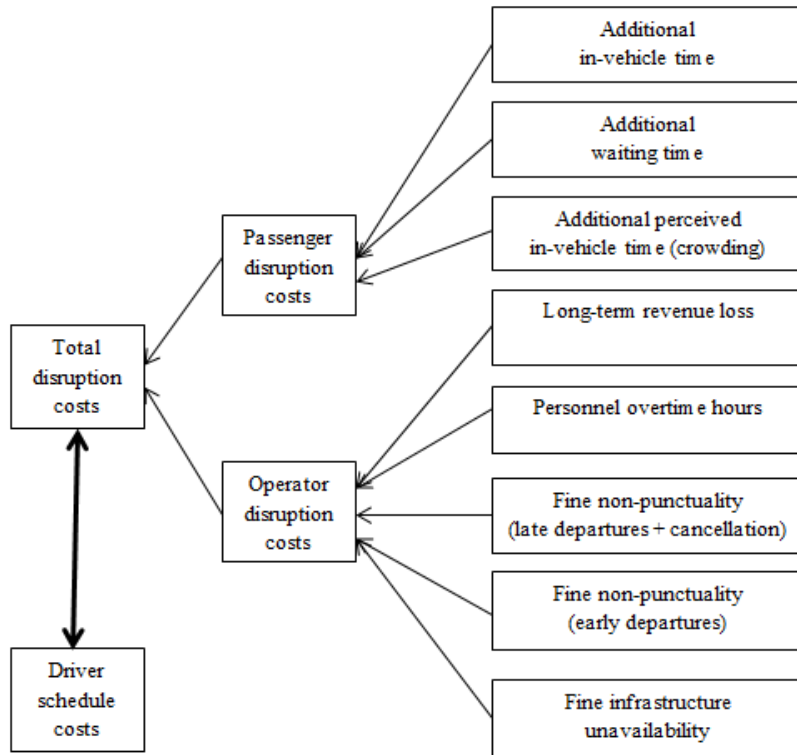 Additional
in-vehicle time
Additional
waiting time
Additional perceived
in-vehicle time (crowding)
Passenger
disruption
costs
Long-term revenue loss
Total
disruption
costs
Personnel overtime hours
Operator
disruption
costs
Fine non-punctuality
(late departures + cancellation)
Fine non-punctuality
(early departures)
Driver
schedule
costs
Fine infrastructure
unavailability